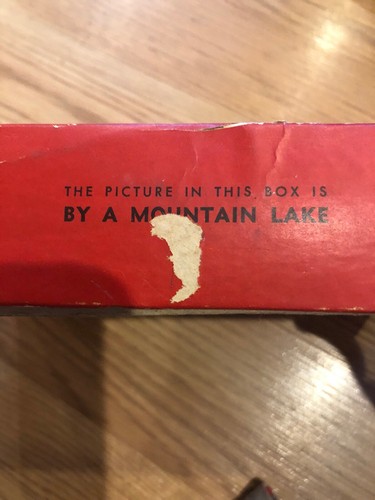 THE PICTURE IN THIS BOX IS
BY A MOUNTAIN LAKE